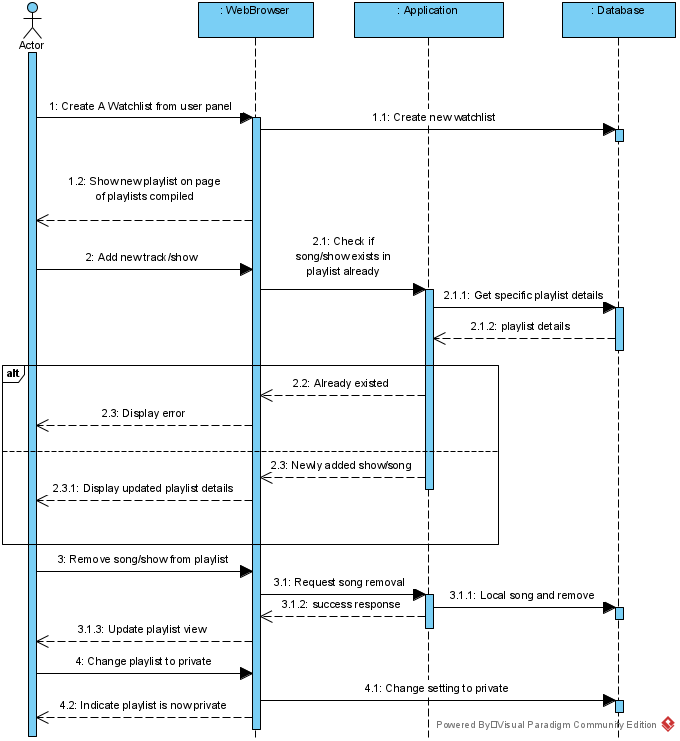 : WebBrowser
: Application
: Database
Actor
1: Create A Watchlist from user panel
1.1: Create new watchlist
1.2: Show new playlist on page
of playlists compiled
2: Add new track/show
2.1: Check if
song/show exists in
playlist already
2.1.1: Get specific playlist details
2.1.2: playlist details
alt
2.2: Already existed
2.3: Display error
2.3: Newly added show/song
2.3.1: Display updated playlist details
3: Remove song/show from playlist
3.1: Request song removal
3.1.1: Local song and remove
3.1.2: success response
3.1.3: Update playlist view
4: Change playlist to private
4.1: Change setting to private
4.2: Indicate playlist is now private
Powered By Visual Paradigm Community Edition